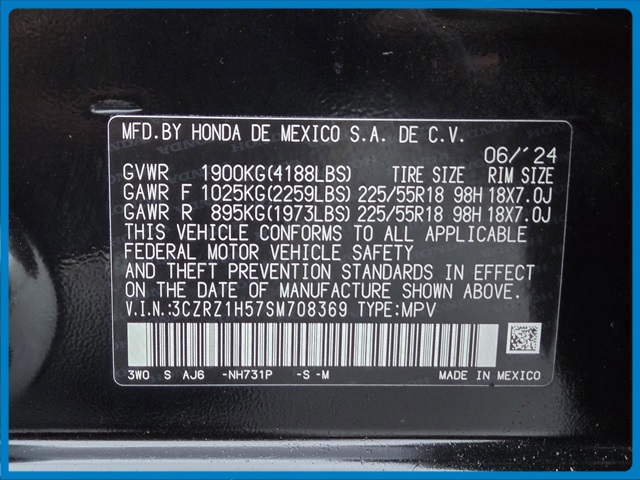 MFD.BY HONDA DE MEXICO S.A. DE C.V.
06/'24
GVWR 1900KG(4188LBS) TIRE SIZE RIM SIZE
GAWR F 1025KG(2259LBS) 225/55R18 98H 18X7.0J
GAWR R 895KG(1973LBS) 225/55R18 98H 18X7.0J
THIS VEHICLE CONFORMS TO ALL APPLICABLE
FEDERAL MOTOR VEHICLE SAFETY
AND THEFT PREVENTION STANDARDS IN EFFECT
ON THE DATE OF MANUFACTURE SHOWN ABOVE.
V.I.N.:3CZRZ1H57SM708369 TYPE:MPV
3W0 S AJ6 -NH731P -S -M MADE IN MEXICO